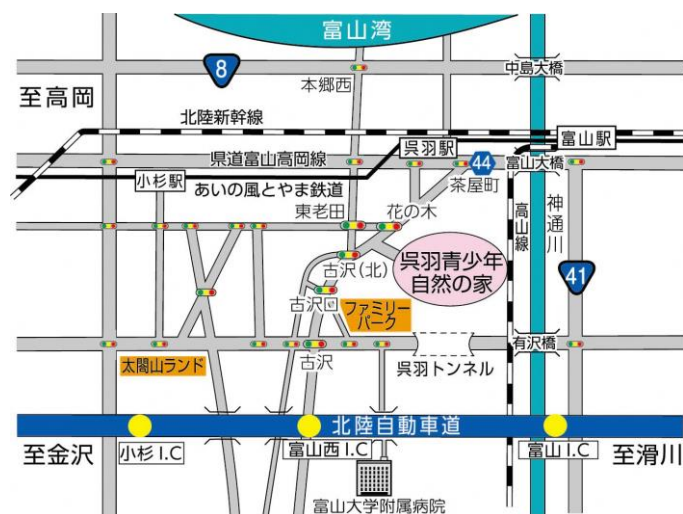 富山湾
8
中島大橋
至高岡
本郷西
北陸新幹線
富山駅
呉羽駅
県道富山高岡線
44
富山大橋
小杉駅
あいの風とやま鉄道
茶屋町
東老田
花の木
高山線
神通川
古沢(北)
呉羽青少年
自然の家
41
古沢口
ファミリー
パーク
太閤山ランド
古沢
呉羽トンネル
有沢橋
北陸自動車道
至金沢
小杉 I.C
富山西 I.C
富山 I.C
至滑川
富山大学附属病院